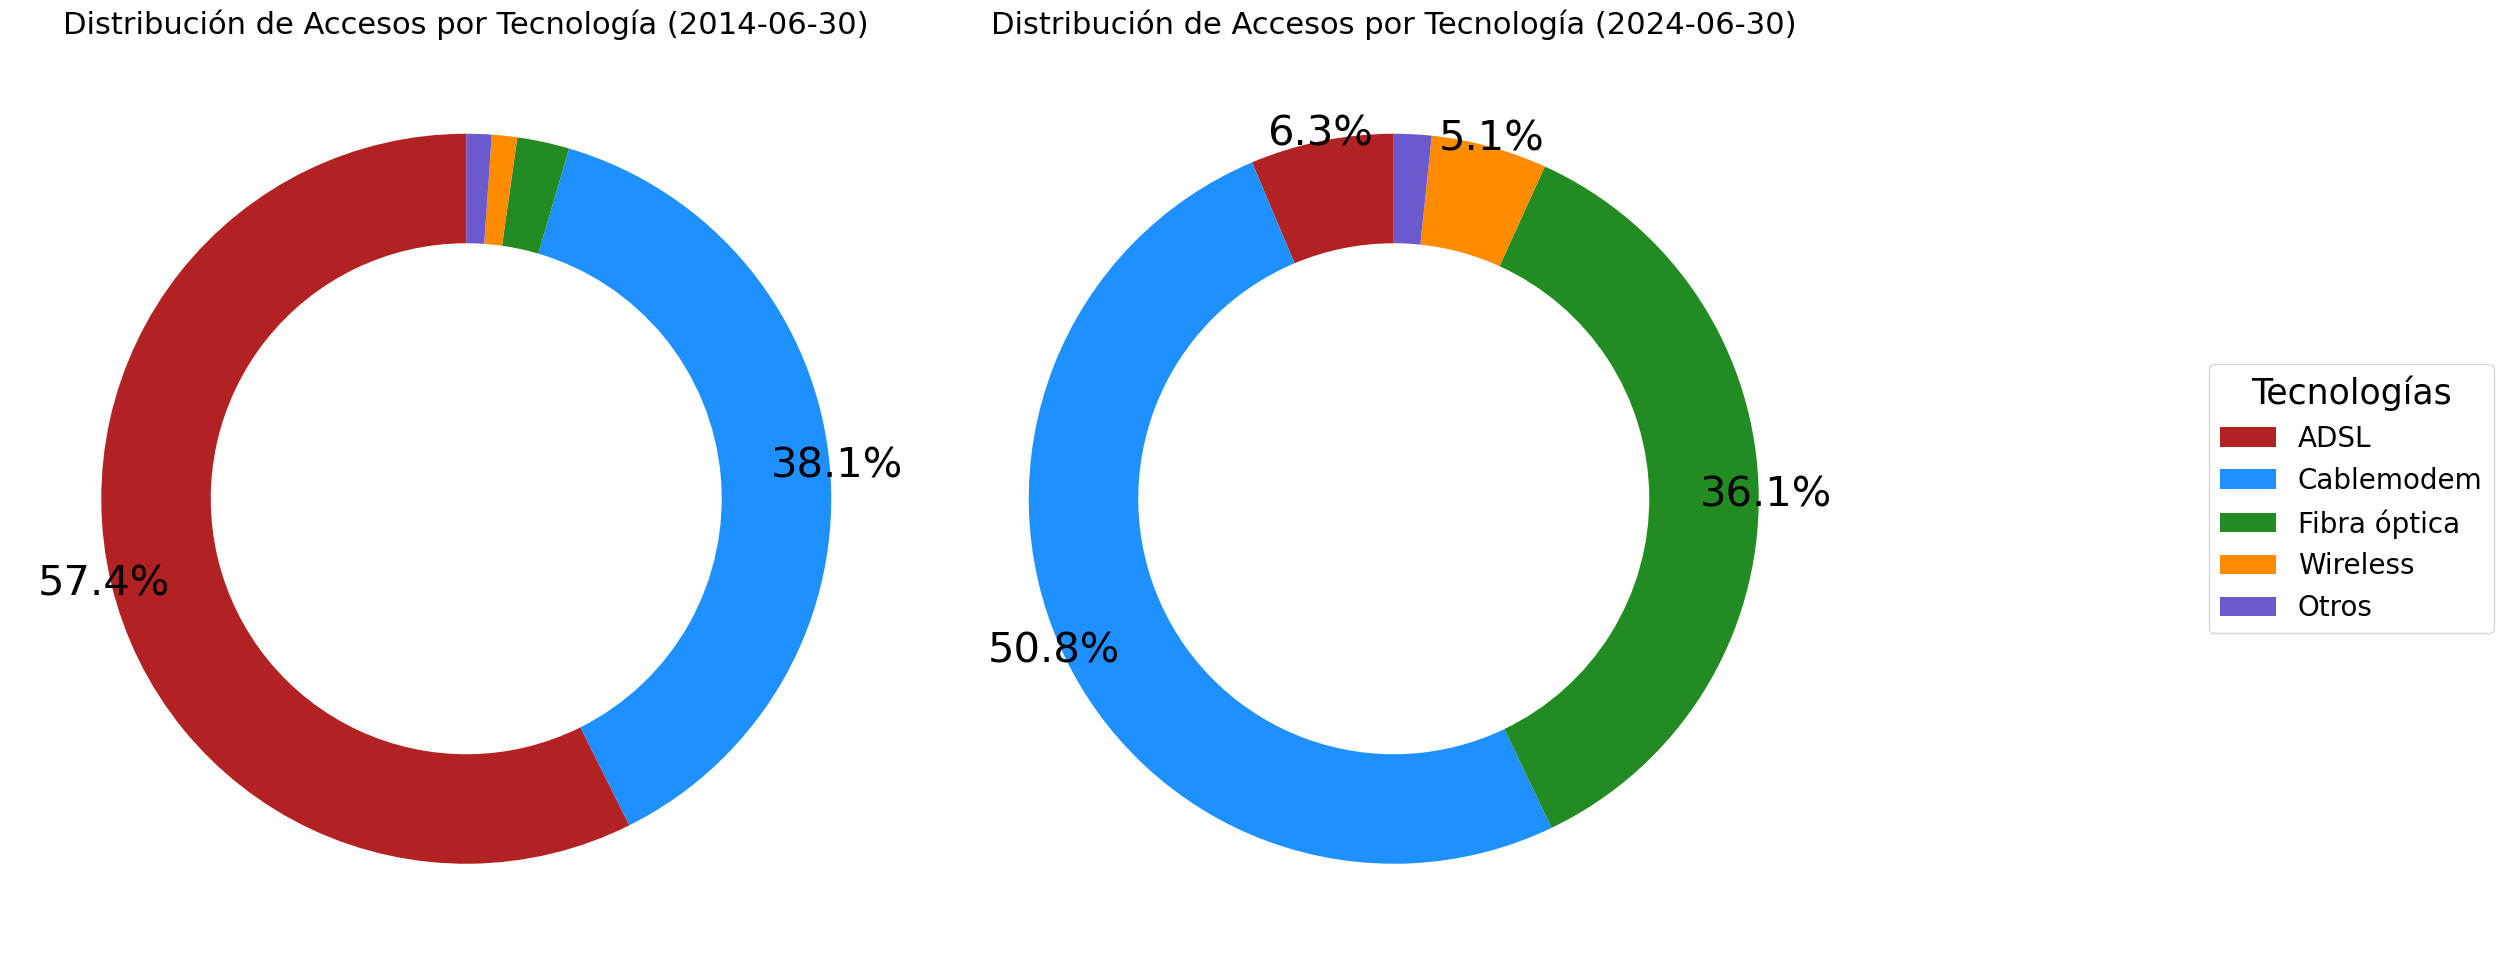 Distribución de Accesos por Tecnología (2014-06-30)
57.4%
38.1%
Distribución de Accesos por Tecnología (2024-06-30)
6.3%
5.1%
36.1%
50.8%
Tecnologías
ADSL
Cablemodem
Fibra óptica
Wireless
Otros